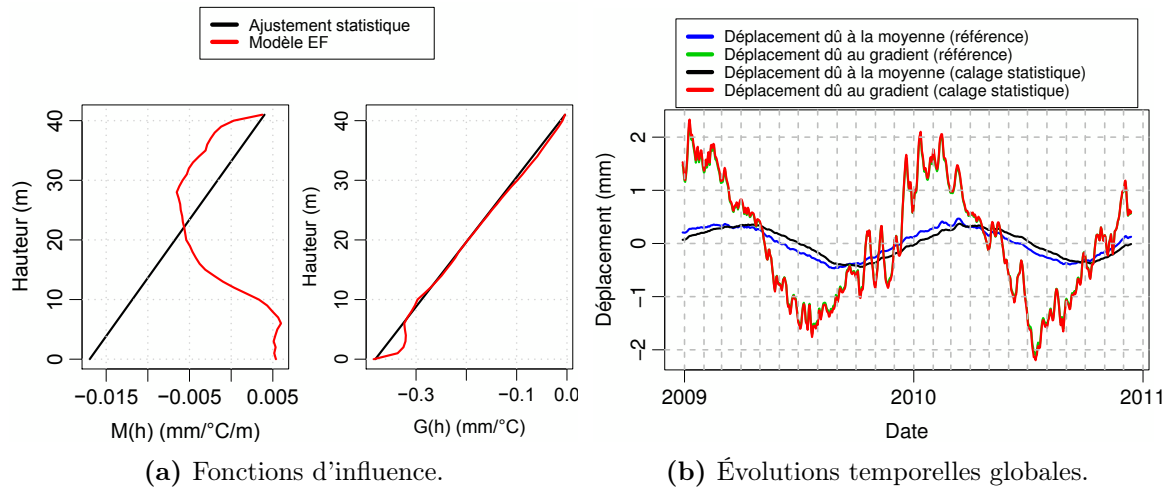 Ajustement statistique
Modèle EF
Hauteur (m)
0 10 20 30 40
−0.015 −0.005 0.005
M(h) (mm/°C/m)
Hauteur (m)
0 10 20 30 40
−0.3 −0.1 0.0
G(h) (mm/°C)
(a) Fonctions d'influence.
Déplacement dû à la moyenne (référence)
Déplacement dû au gradient (référence)
Déplacement dû à la moyenne (calage statistique)
Déplacement dû au gradient (calage statistique)
Déplacement (mm)
-2 -1 0 1 2
2009 2010 2011
Date
(b) Évolutions temporelles globales.